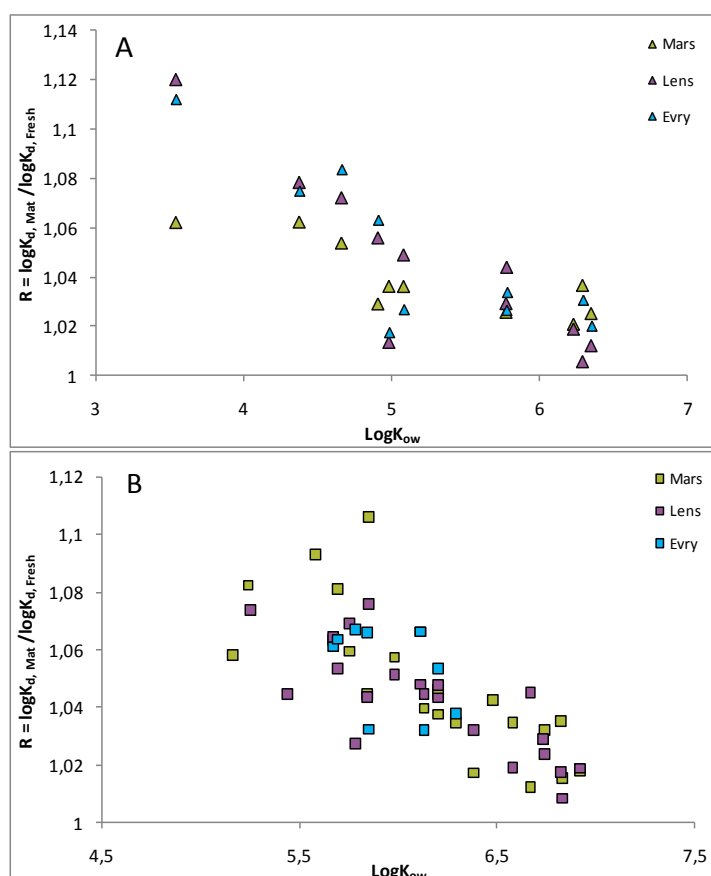 A
R = logKd, Mat /logKd, Fresh
1,14
1,12
1,1
1,08
1,06
1,04
1,02
1
3
4
5
6
7
LogKow
Mars
Lens
Evry
B
R = logKd, Mat /logKd, Fresh
1,12
1,1
1,08
1,06
1,04
1,02
1
4,5
5,5
6,5
7,5
LogKow
Mars
Lens
Evry